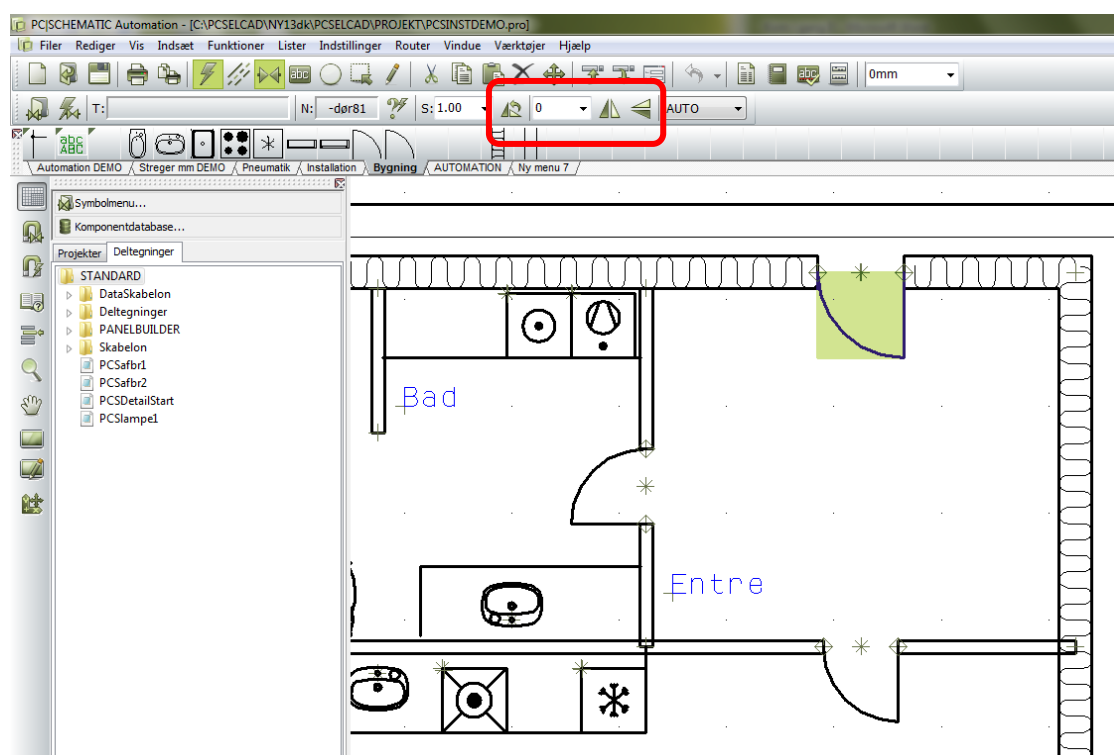 PC|SCHEMATIC Automation - [C:\PCSELCAD\NY13dk\PCSELCAD\PROJEKT\PCSINSTDEMO.pro]
Filer Rediger Vis Indsæt Funktioner Lister Indstillinger Router Vindue Værktøjer Hjælp
abc abc 0mm
T: N: -dør81 S: 1.00 0 AUTO
abc
ABC
Automation DEMO Streger mm DEMO Pneumatik Installation Bygning AUTOMATION Ny menu 7
Symbolmenu...
Komponentdatabase...
Projekter Deltegninger
STANDARD
DataSkabelon
Deltegninger
PANELBUILDER
Skabelon
PCSafbr1
PCSafbr2
PCSDetailStart
PCSlampe1
Bad
Entre